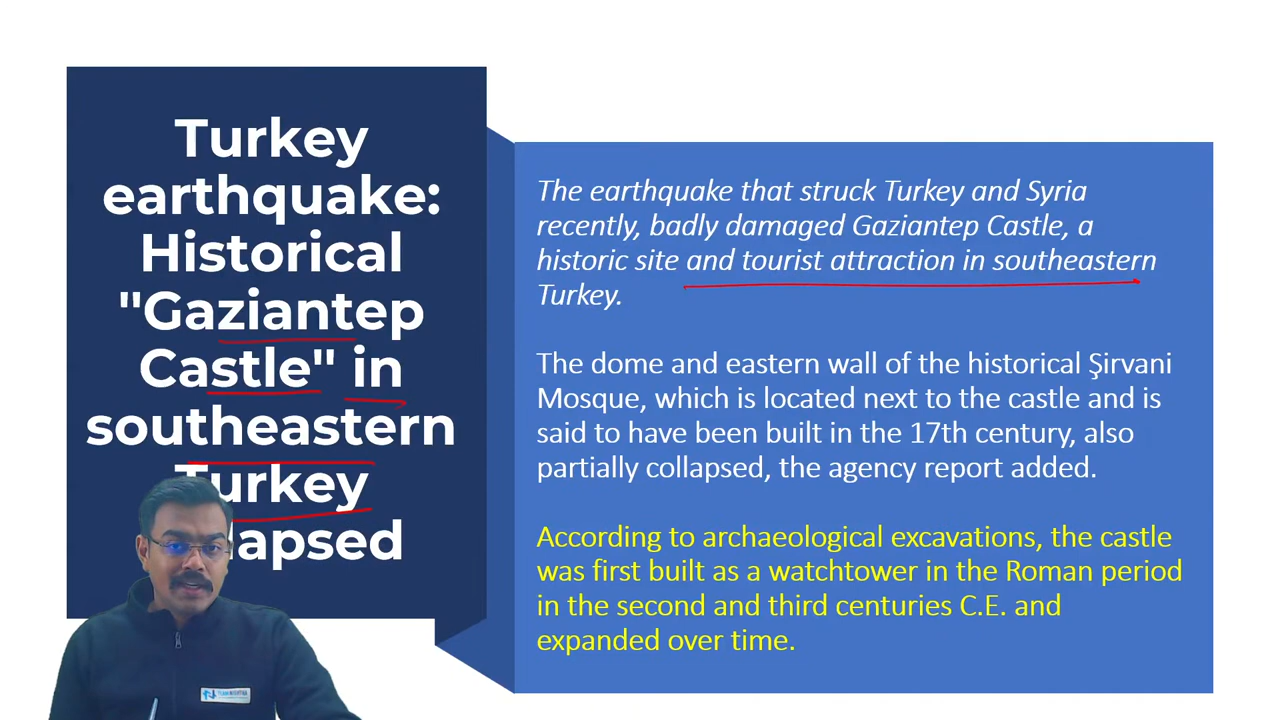 Turkey
earthquake:
Historical
"Gaziantep
Castle" in
southeastern
Turkey
lapsed
The earthquake that struck Turkey and Syria
recently, badly damaged Gaziantep Castle, a
historic site and tourist attraction in southeastern
Turkey.
The dome and eastern wall of the historical Şirvani
Mosque, which is located next to the castle and is
said to have been built in the 17th century, also
partially collapsed, the agency report added.
According to archaeological excavations, the castle
was first built as a watchtower in the Roman period
in the second and third centuries C.E. and
expanded over time.